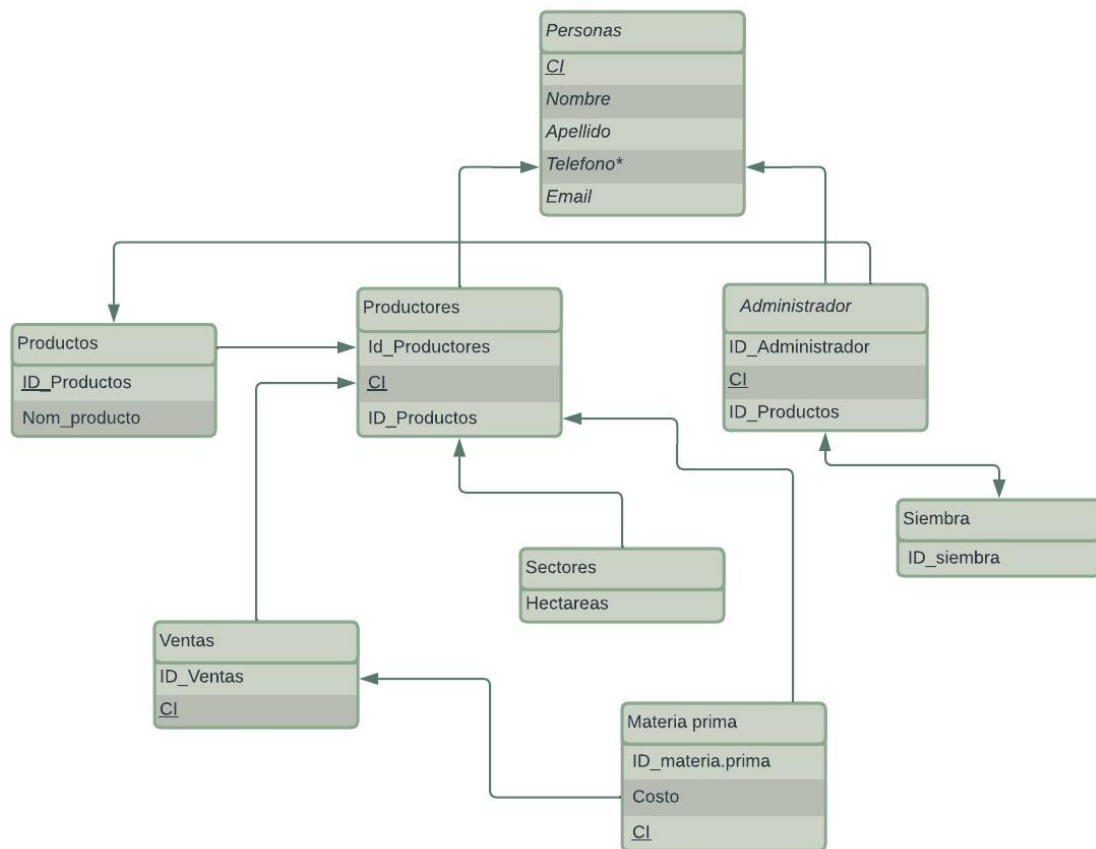 Personas
CI
Nombre
Apellido
Telefono*
Email
Productos
ID_Productos
Nom_producto
Productores
Id_Productores
CI
ID_Productos
Administrador
ID_Administrador
CI
ID_Productos
Siembra
ID_siembra
Sectores
Hectareas
Ventas
ID_Ventas
CI
Materia prima
ID_materia.prima
Costo
CI